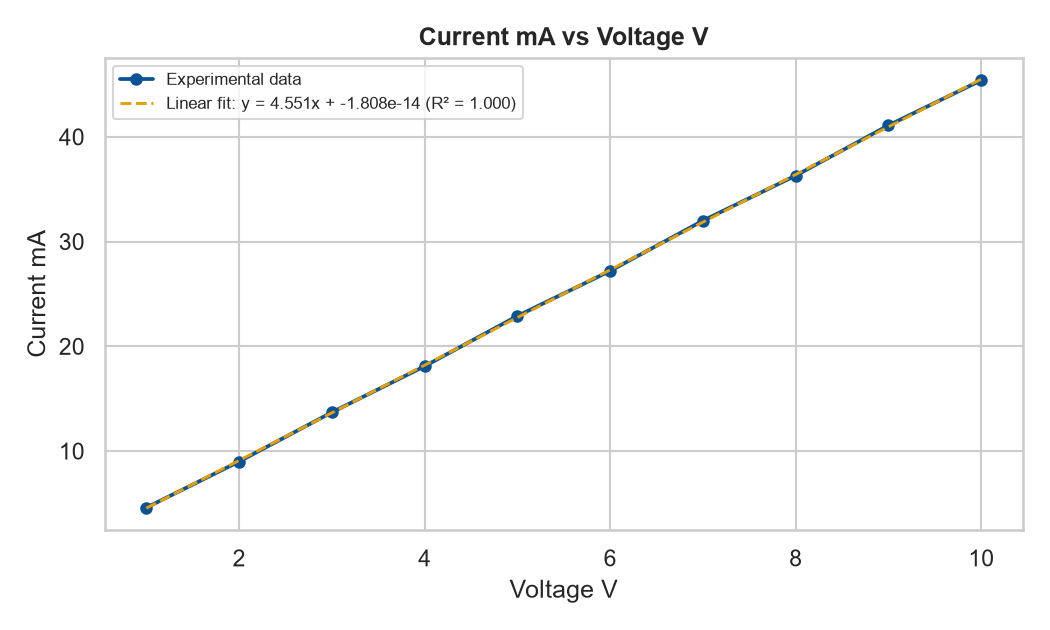 Current mA vs Voltage V
Experimental data
Linear fit: y = 4.551x + -1.808e-14 (R² = 1.000)
Current mA
40
30
20
10
2 4 6 8 10
Voltage V